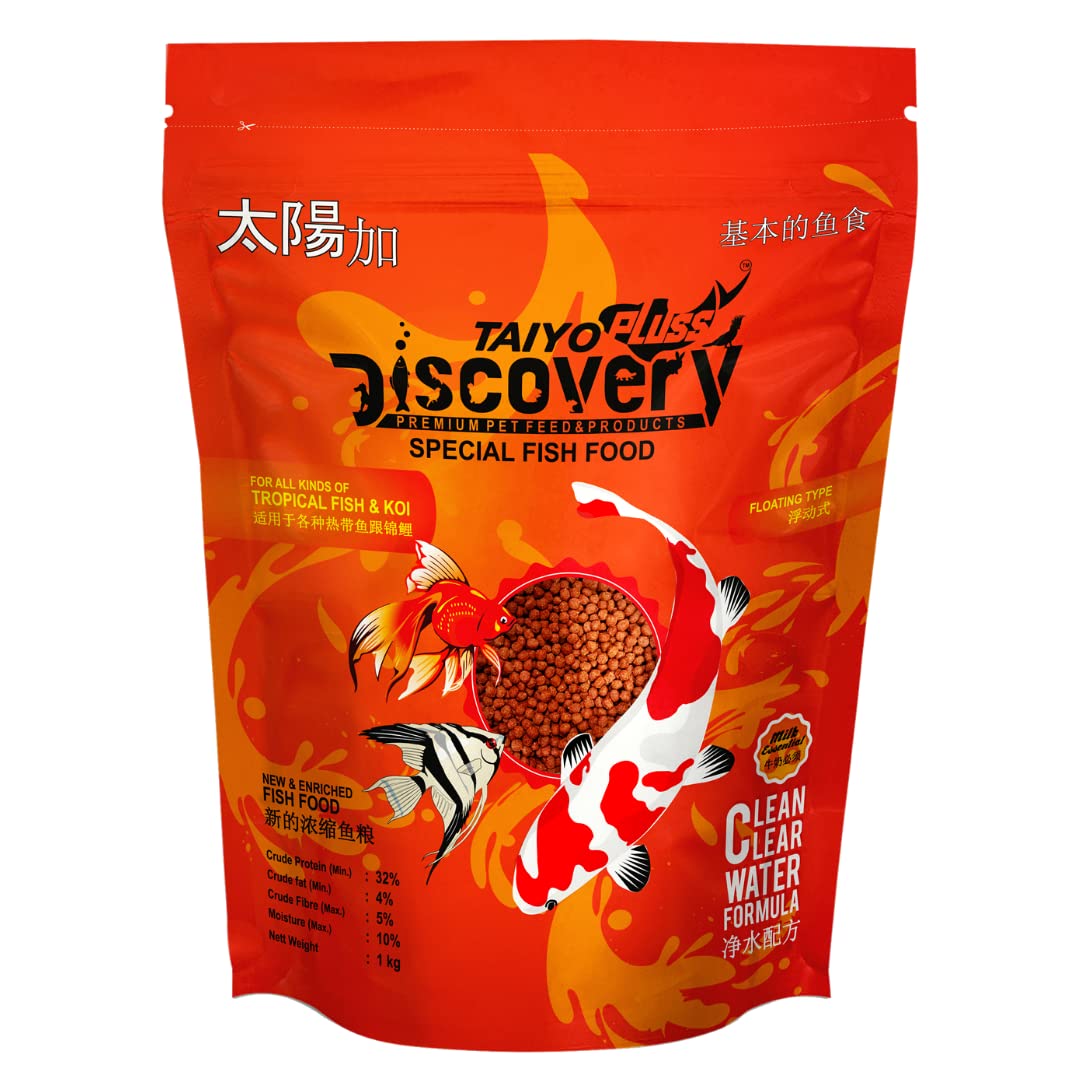 太陽加
基本的鱼食
TAIYO PLUSS
TM
DISCOVERY
PREMIUM PET FEED & PRODUCTS
SPECIAL FISH FOOD
FOR ALL KINDS OF
TROPICAL FISH & KOI
适用于各种热带鱼跟锦鲤
FLOATING TYPE
浮动式
Milk
Essential
牛奶必须
NEW & ENRICHED
FISH FOOD
新的浓缩鱼粮
Crude Protein (Min.) : 32%
Crude fat (Min.) : 4%
Crude Fibre (Max.) : 5%
Moisture (Max.) : 10%
Nett Weight : 1 kg
CLEAN
CLEAR
WATER
FORMULA
净水配方